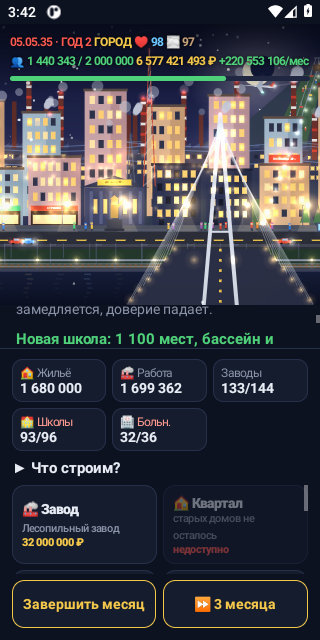 3:42
05.05.35 · ГОД 2 ГОРОД ❤️ 98 📰 97
👥 1 440 343 / 2 000 000 6 577 421 493 ₽ +220 553 106/мес
замедляется, доверие падает.
Новая школа: 1 100 мест, бассейн и
🏠 Жильё
1 680 000
🏭 Работа
1 699 362
Заводы
133/144
🏫 Школы
93/96
🏥 Больн.
32/36
▶ Что строим?
🏭 Завод
Лесопильный завод
32 000 000 ₽
🏠 Квартал
старых домов не
осталось
недоступно
Завершить месяц
⏩ 3 месяца